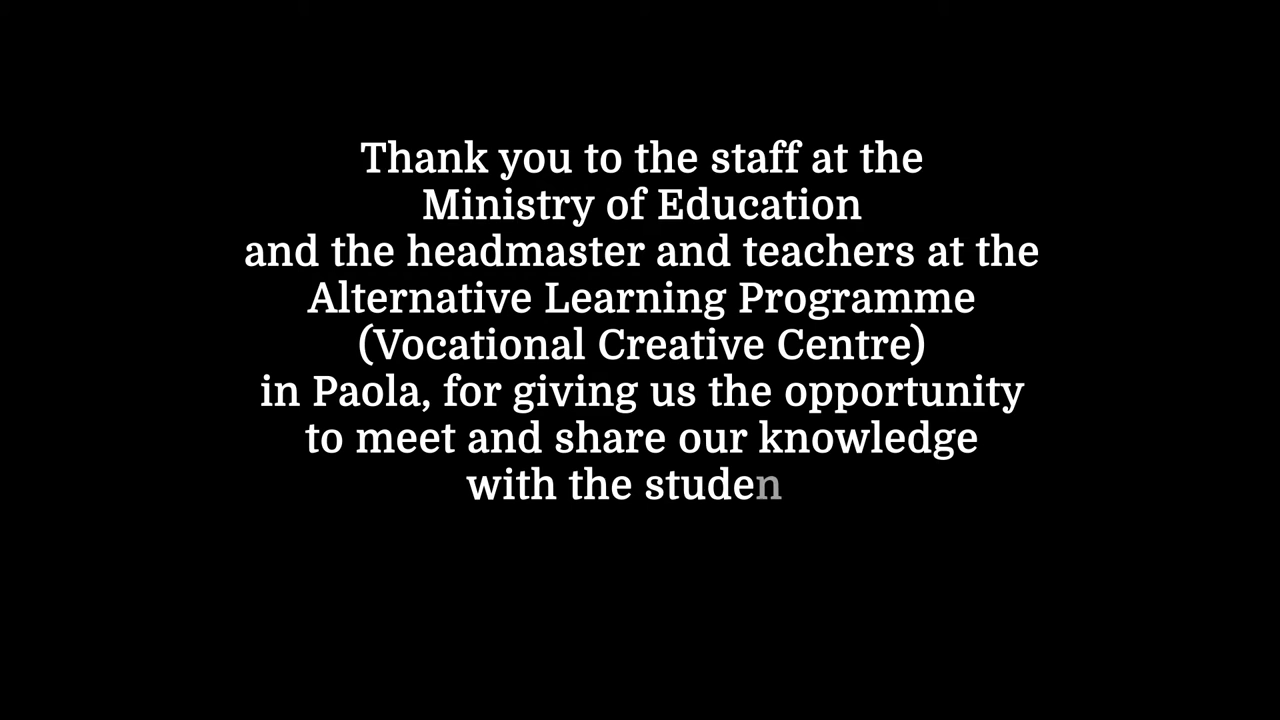 Thank you to the staff at the
Ministry of Education
and the headmaster and teachers at the
Alternative Learning Programme
(Vocational Creative Centre)
in Paola, for giving us the opportunity
to meet and share our knowledge
with the studen